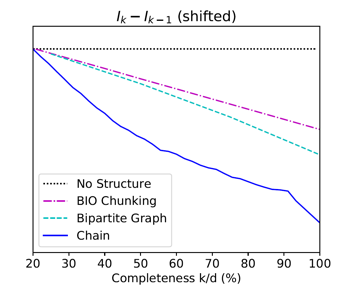 I_k − I_{k−1} (shifted)
No Structure
BIO Chunking
Bipartite Graph
Chain
20 30 40 50 60 70 80 90 100
Completeness k/d (%)